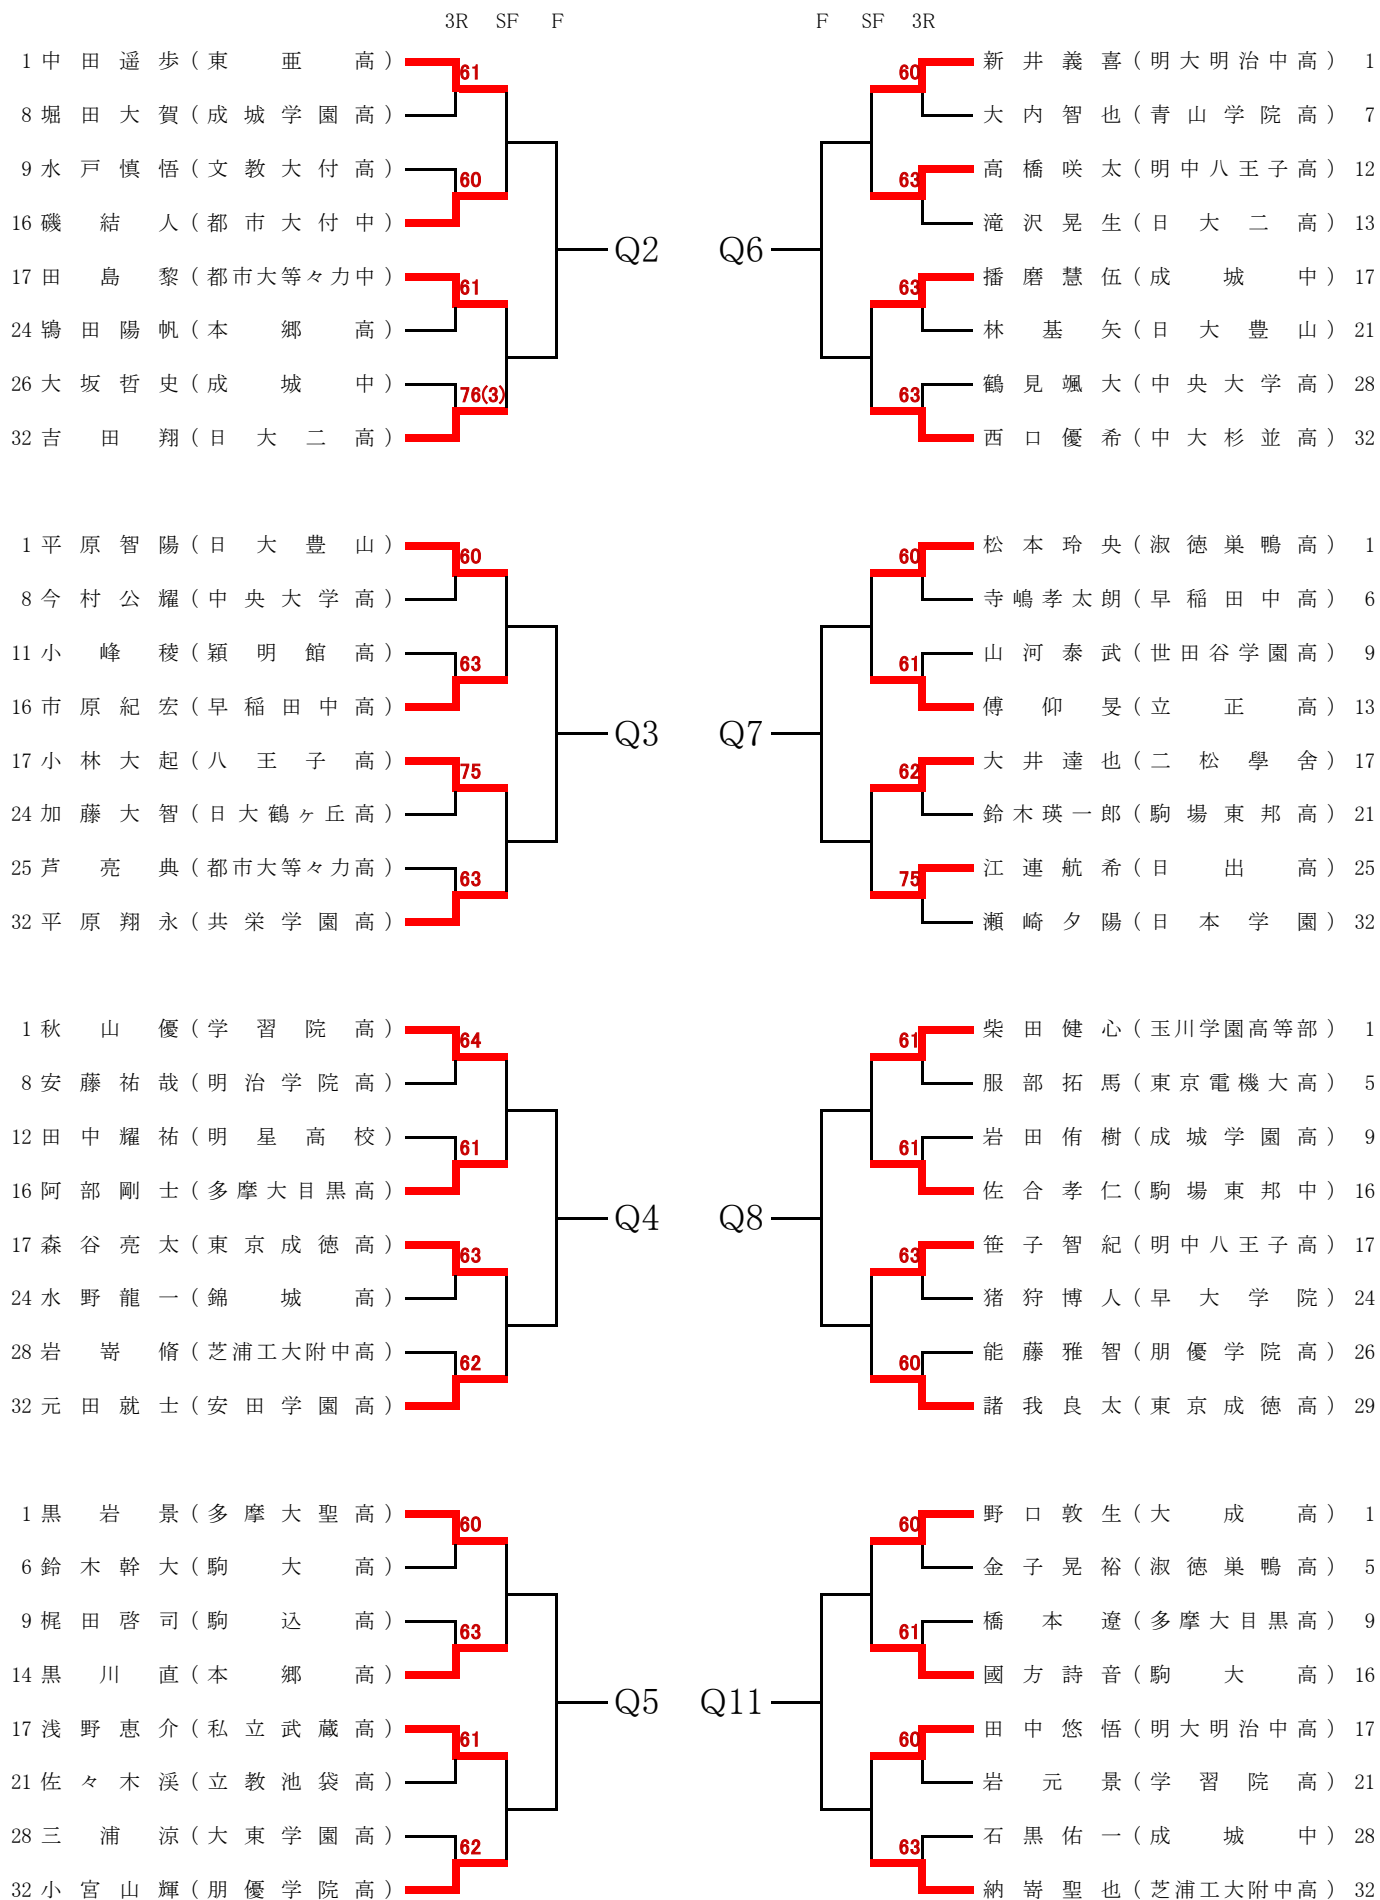 3R SF F
F SF 3R
1 中田遥歩(東亜高)
61
8 堀田大賀(成城学園高)
9 水戸慎悟(文教大付高)
60
16 磯結人(都市大付中)
Q2
17 田島黎(都市大等々力中)
61
24 鴇田陽帆(本郷高)
26 大坂哲史(成城中)
76(3)
32 吉田翔(日大二高)
新井義喜(明大明治中高) 1
60
大内智也(青山学院高) 7
高橋咲太(明中八王子高) 12
63
滝沢晃生(日大二高) 13
Q6
播磨慧伍(成城中) 17
63
林基矢(日大豊山) 21
鶴見颯大(中央大学高) 28
63
西口優希(中大杉並高) 32
1 平原智陽(日大豊山)
60
8 今村公耀(中央大学高)
11 小峰稜(穎明館高)
63
16 市原紀宏(早稲田中高)
Q3
17 小林大起(八王子高)
75
24 加藤大智(日大鶴ヶ丘高)
25 芦亮典(都市大等々力高)
63
32 平原翔永(共栄学園高)
松本玲央(淑徳巣鴨高) 1
60
寺嶋孝太朗(早稲田中高) 6
山河泰武(世田谷学園高) 9
61
傅仰旻(立正高) 13
Q7
大井達也(二松學舍) 17
62
鈴木瑛一郎(駒場東邦高) 21
江連航希(日出高) 25
75
瀬崎夕陽(日本学園) 32
1 秋山優(学習院高)
64
8 安藤祐哉(明治学院高)
12 田中耀祐(明星高校)
61
16 阿部剛士(多摩大目黒高)
Q4
17 森谷亮太(東京成徳高)
63
24 水野龍一(錦城高)
28 岩嵜脩(芝浦工大附中高)
62
32 元田就士(安田学園高)
柴田健心(玉川学園高等部) 1
61
服部拓馬(東京電機大高) 5
岩田侑樹(成城学園高) 9
61
佐合孝仁(駒場東邦中) 16
Q8
笹子智紀(明中八王子高) 17
63
猪狩博人(早大学院) 24
能藤雅智(朋優学院高) 26
60
諸我良太(東京成徳高) 29
1 黒岩景(多摩大聖高)
60
6 鈴木幹大(駒大高)
9 梶田啓司(駒込高)
63
14 黒川直(本郷高)
Q5
17 浅野恵介(私立武蔵高)
61
21 佐々木渓(立教池袋高)
28 三浦涼(大東学園高)
62
32 小宮山輝(朋優学院高)
野口敦生(大成高) 1
60
金子晃裕(淑徳巣鴨高) 5
橋本遼(多摩大目黒高) 9
61
國方詩音(駒大高) 16
Q11
田中悠悟(明大明治中高) 17
60
岩元景(学習院高) 21
石黒佑一(成城中) 28
63
納嵜聖也(芝浦工大附中高) 32